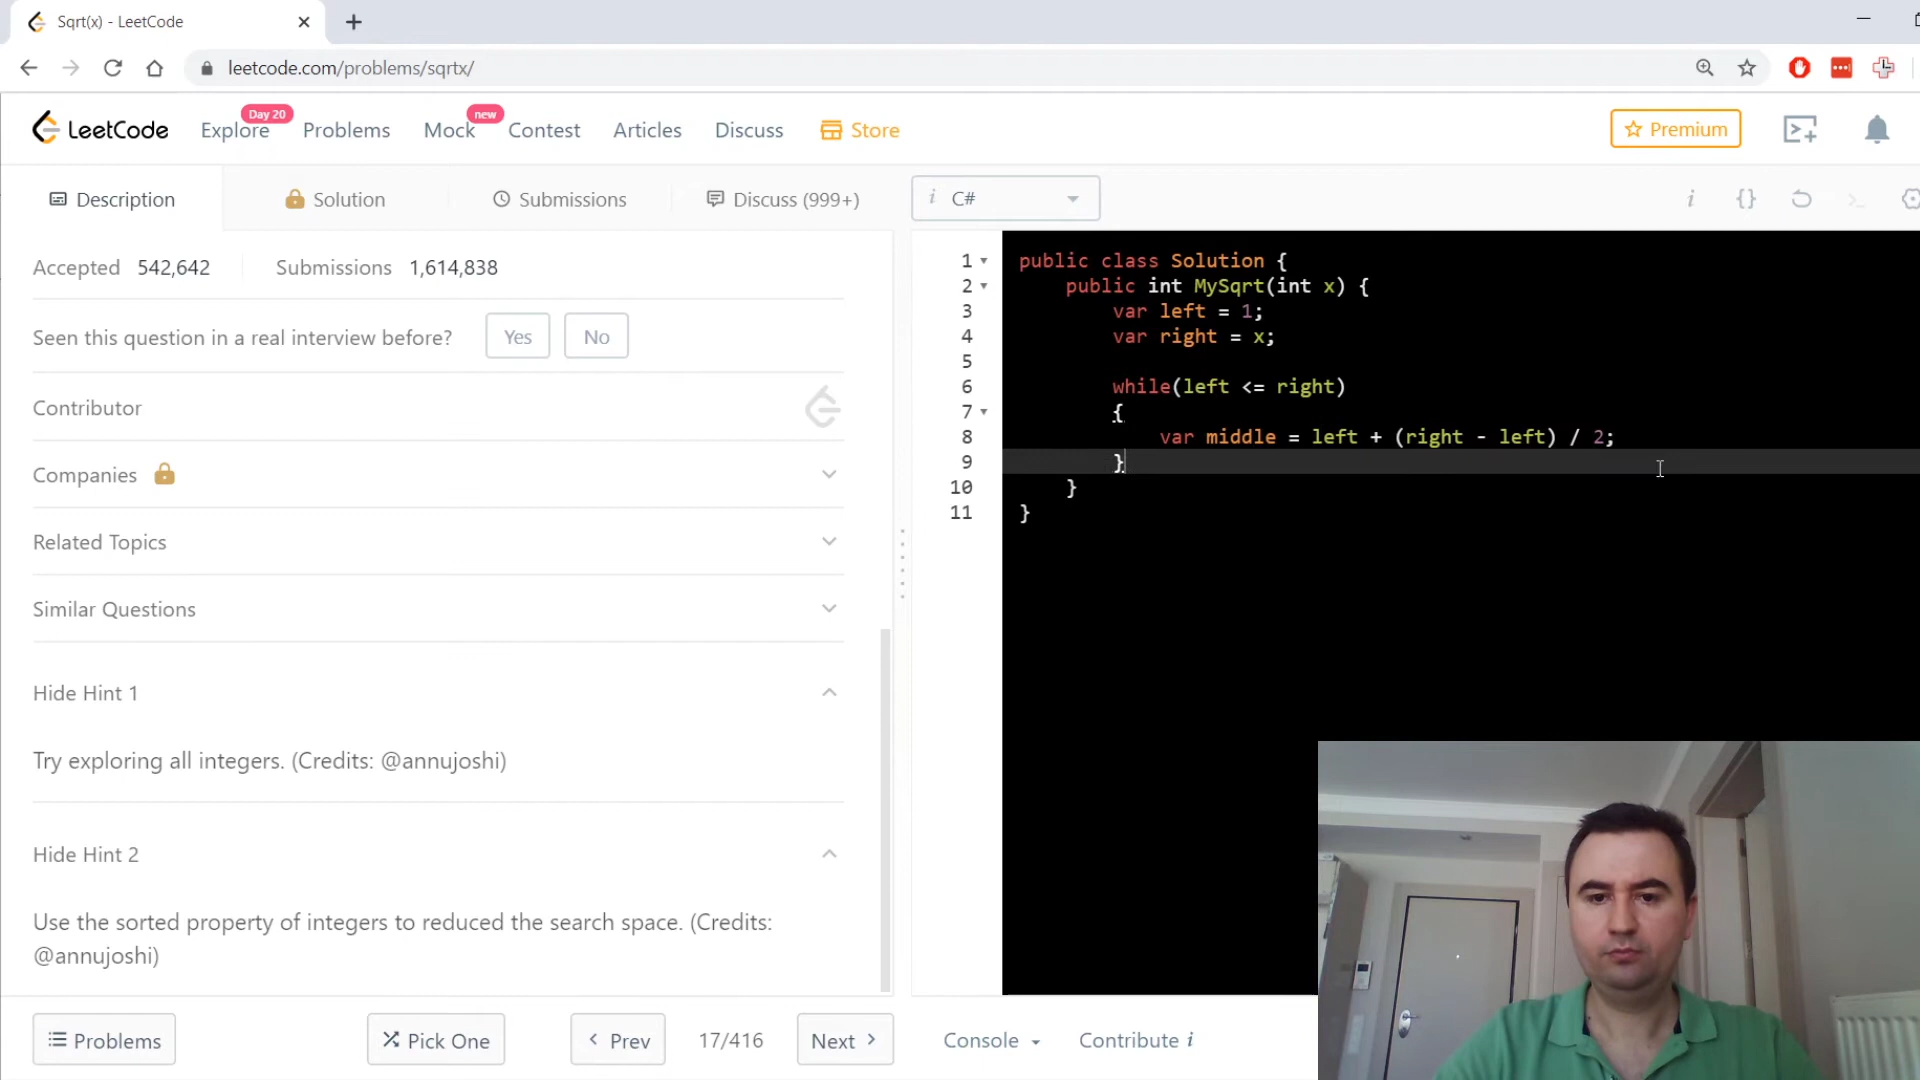 Sqrt(x) - LeetCode
leetcode.com/problems/sqrtx/
LeetCode
Explore
Day 20
Problems
Mock
new
Contest
Articles
Discuss
Store
Premium
Description
Solution
Submissions
Discuss (999+)
i C#
i {}
Accepted 542,642 Submissions 1,614,838
Seen this question in a real interview before? Yes No
Contributor
Companies
Related Topics
Similar Questions
Hide Hint 1
Try exploring all integers. (Credits: @annujoshi)
Hide Hint 2
Use the sorted property of integers to reduced the search space. (Credits:
@annujoshi)
1 public class Solution {
2 public int MySqrt(int x) {
3 var left = 1;
4 var right = x;
5
6 while(left <= right)
7 {
8 var middle = left + (right - left) / 2;
9 }
10 }
11 }
Problems
Pick One
Prev
17/416
Next
Console
Contribute i